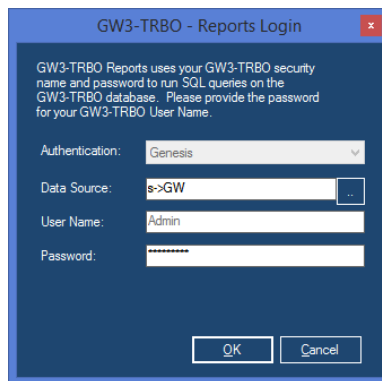 GW3-TRBO - Reports Login
x
GW3-TRBO Reports uses your GW3-TRBO security
name and password to run SQL queries on the
GW3-TRBO database. Please provide the password
for your GW3-TRBO User Name.
Authentication: Genesis
Data Source: s->GW ..
User Name: Admin
Password: *********
OK Cancel